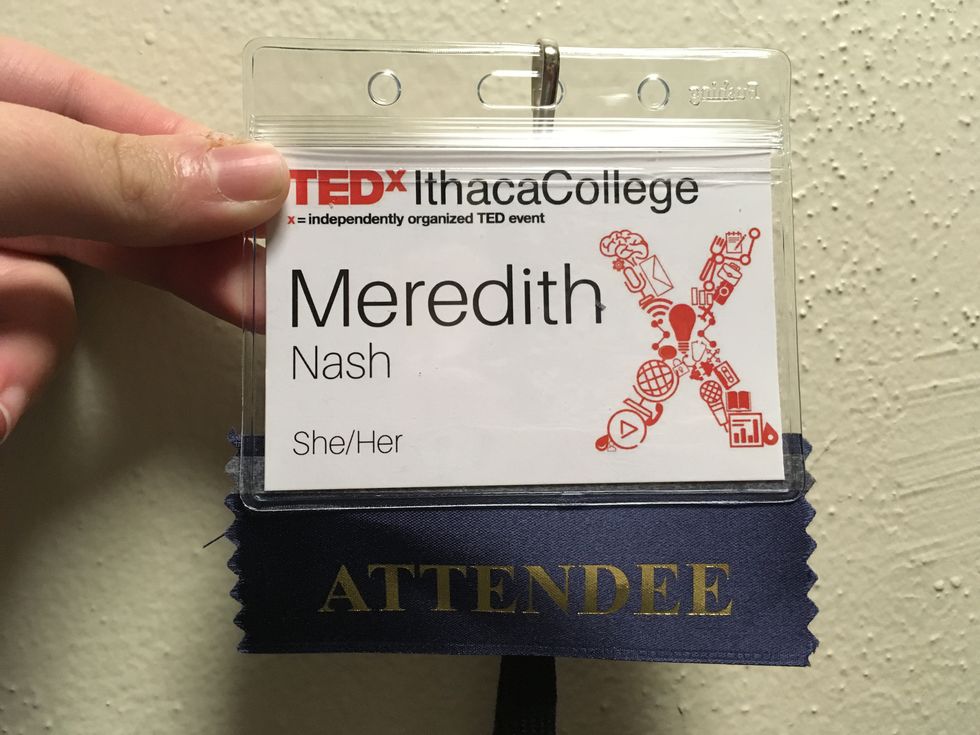 TEDx IthacaCollege
x = independently organized TED event
Meredith
Nash
She/Her
ATTENDEE